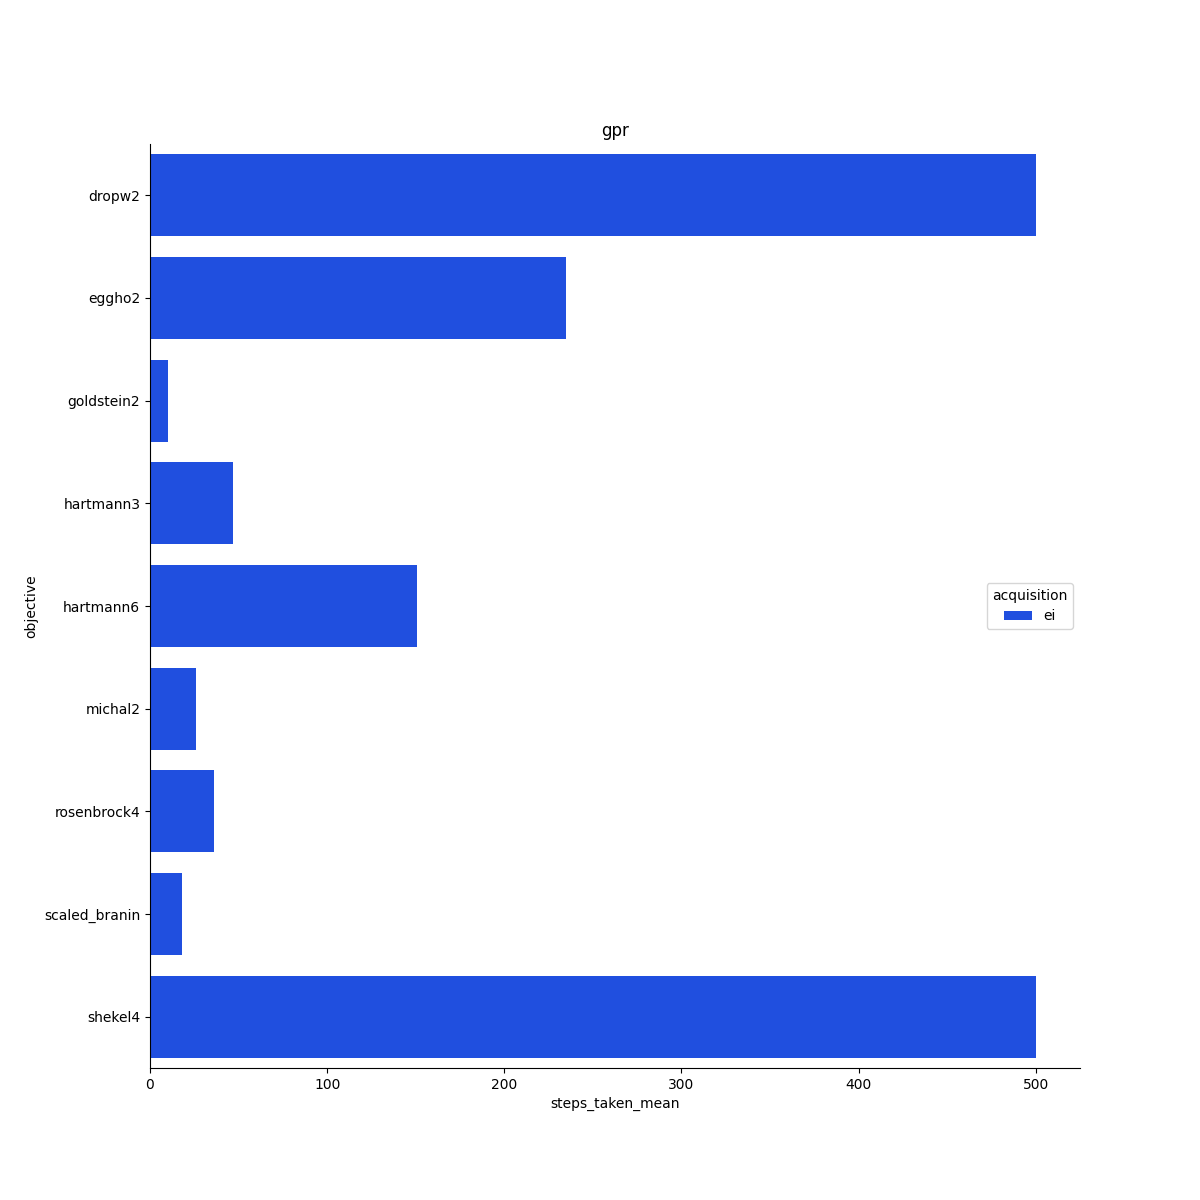 gpr
objective
dropw2
eggho2
goldstein2
hartmann3
hartmann6
michal2
rosenbrock4
scaled_branin
shekel4
acquisition
ei
0 100 200 300 400 500
steps_taken_mean